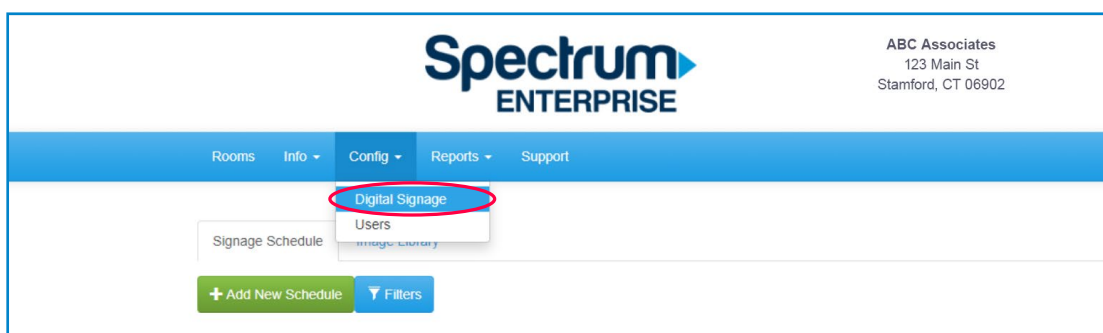 Spectrum
ENTERPRISE
ABC Associates
123 Main St
Stamford, CT 06902
Rooms Info Config Reports Support
Digital Signage
Users
Signage Schedule Image Library
Add New Schedule Filters